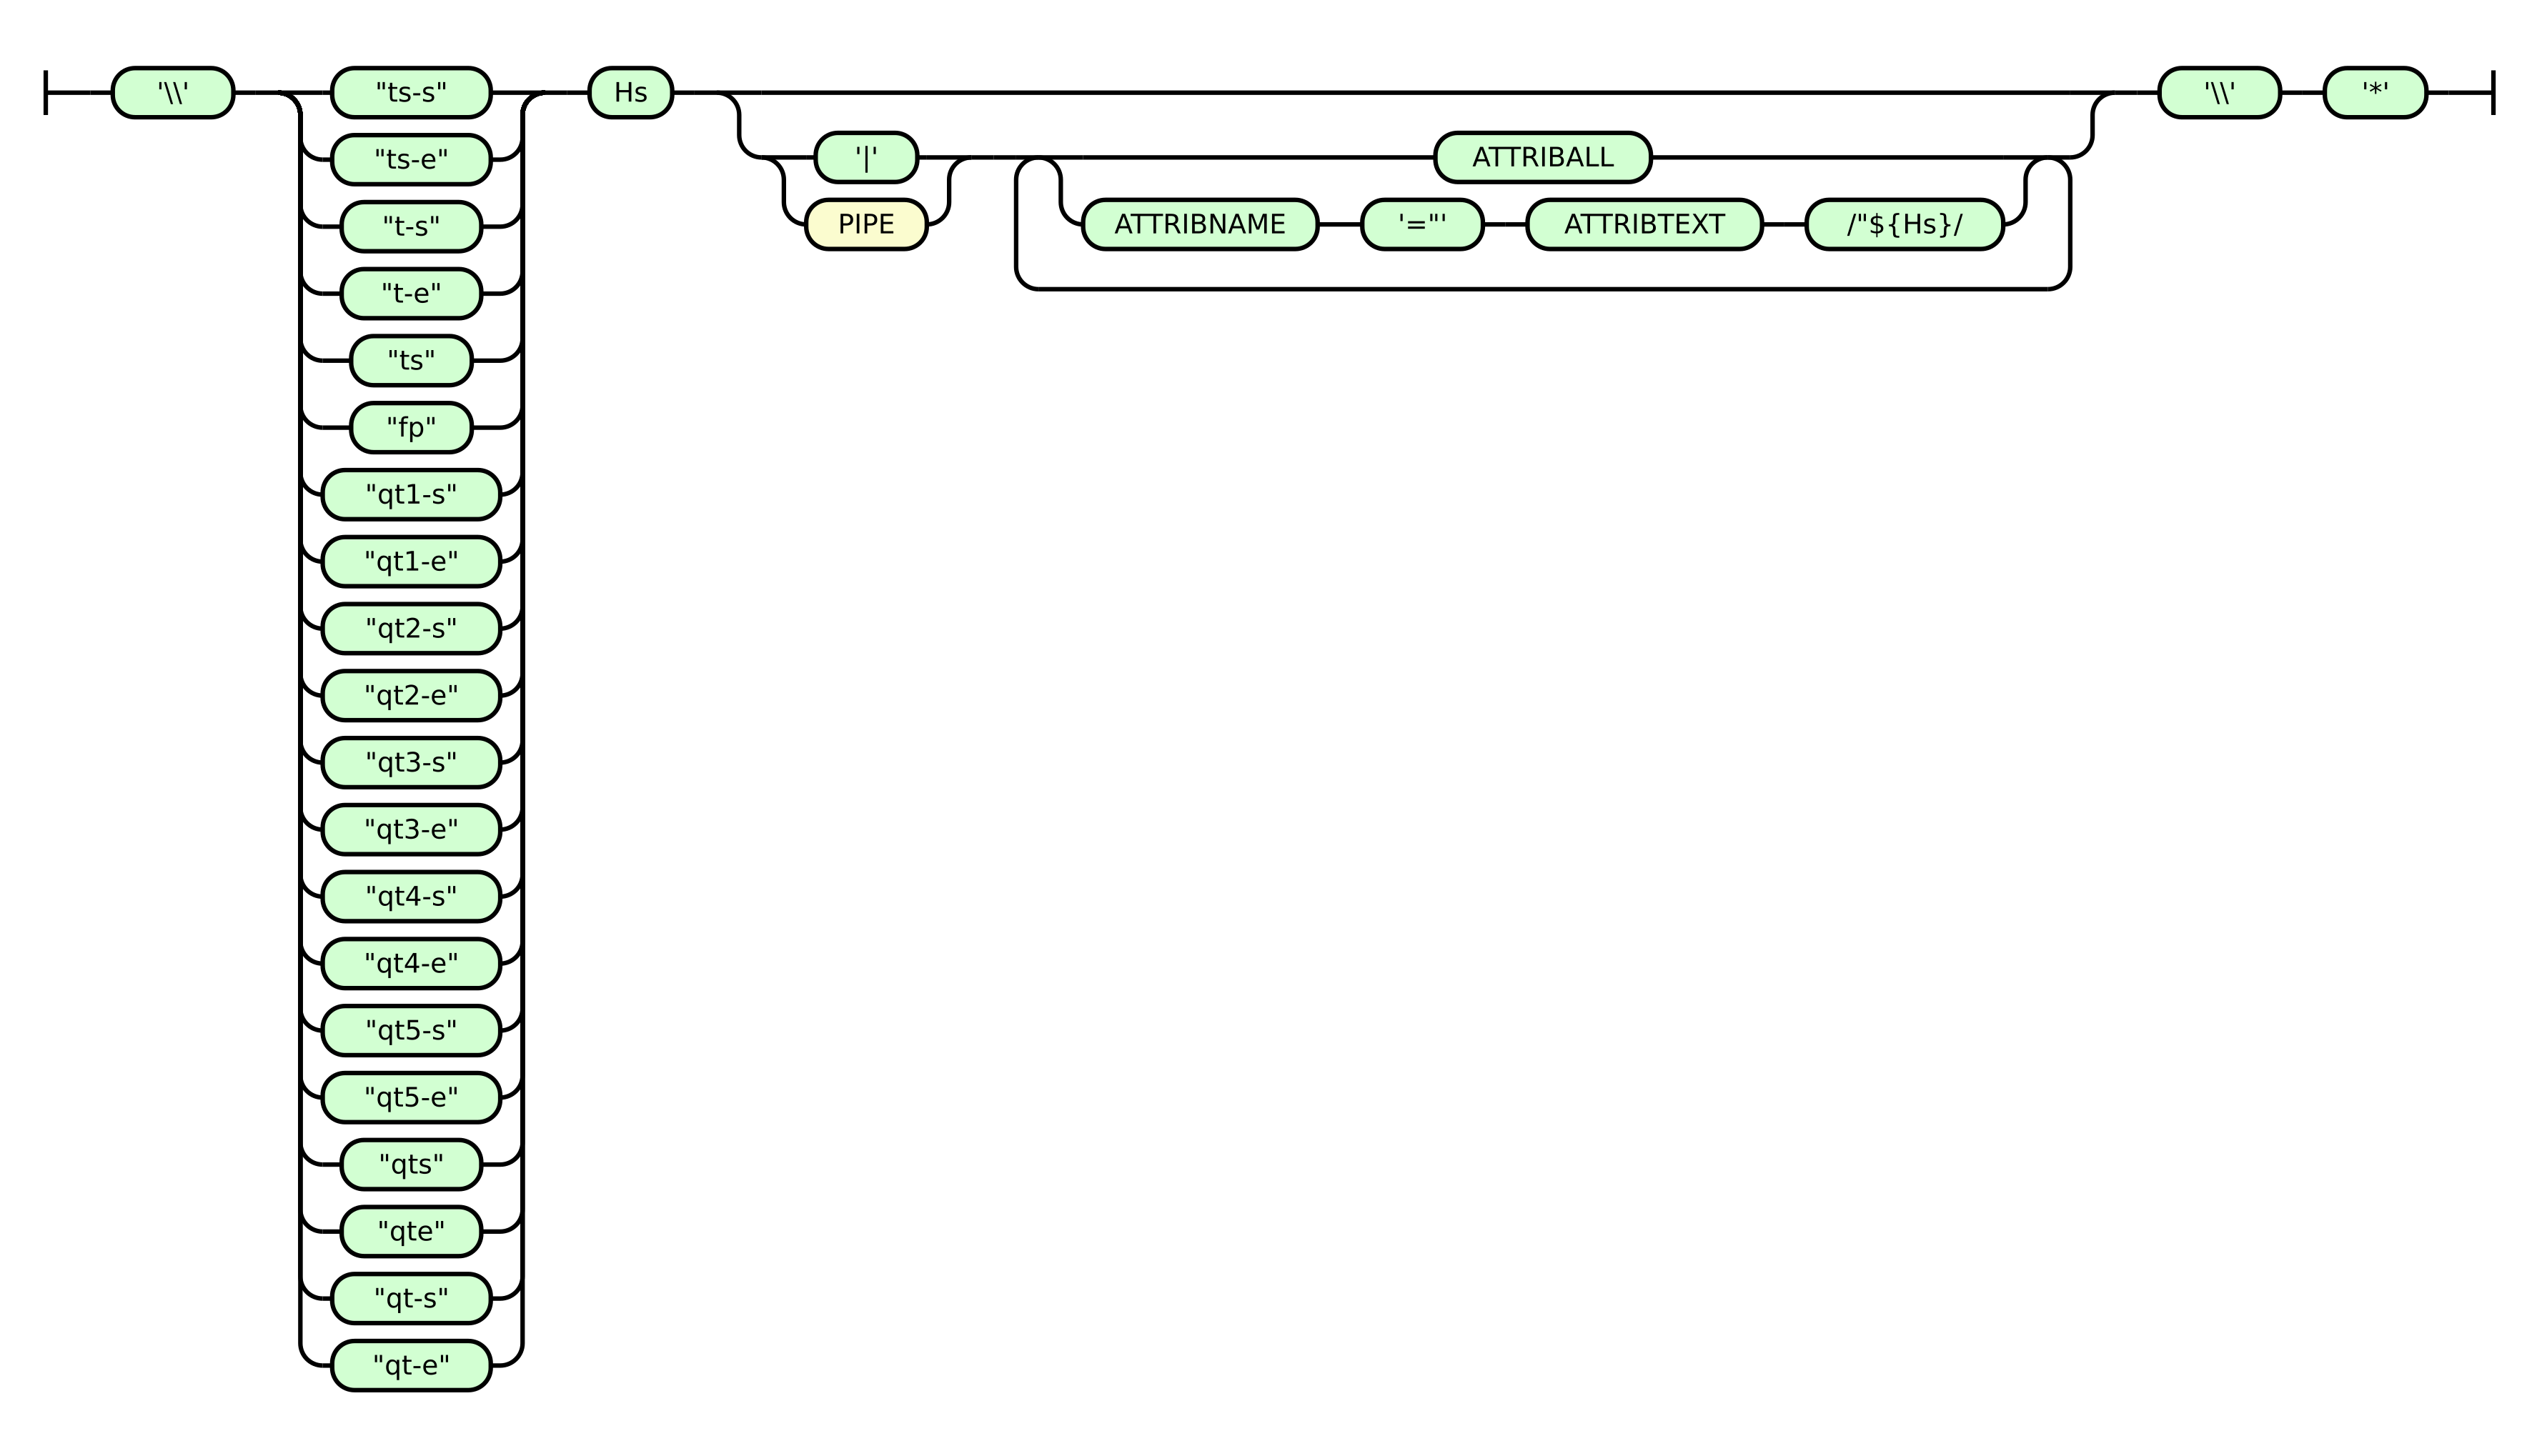 '\\' "ts-s" Hs '\\' '*'
"ts-e" '|' ATTRIBALL
"t-s" PIPE ATTRIBNAME '="' ATTRIBTEXT /"${Hs}/
"t-e"
"ts"
"fp"
"qt1-s"
"qt1-e"
"qt2-s"
"qt2-e"
"qt3-s"
"qt3-e"
"qt4-s"
"qt4-e"
"qt5-s"
"qt5-e"
"qts"
"qte"
"qt-s"
"qt-e"